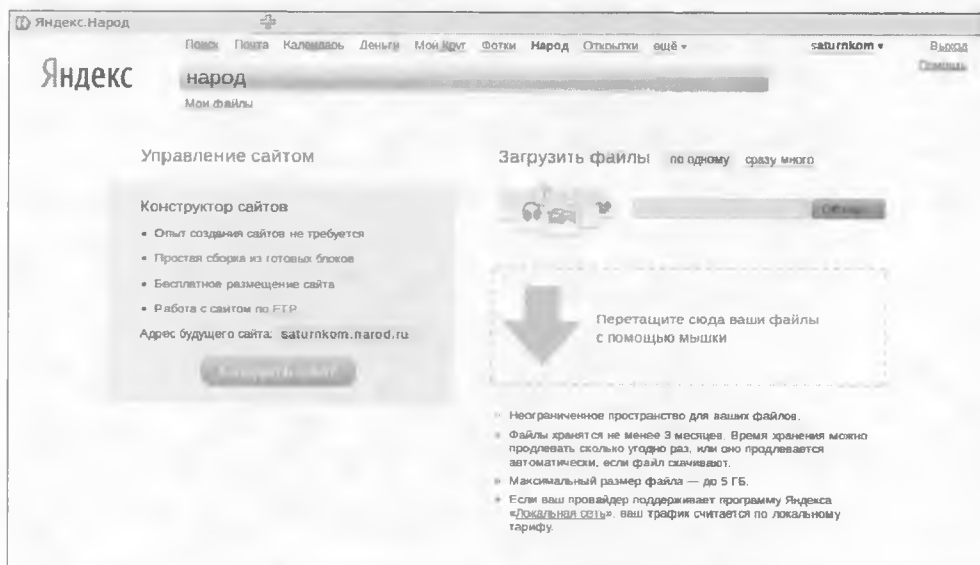 Яндекс.Народ
Поиск Почта Календарь Деньги Мой Круг Фотки Народ Открытки ещё saturnkom Выход
Помощь
Яндекс
народ
Мои файлы
Управление сайтом
Конструктор сайтов
• Опыт создания сайтов не требуется
• Простая сборка из готовых блоков
• Бесплатное размещение сайта
• Работа с сайтом по FTP
Адрес будущего сайта: saturnkom.narod.ru
Загрузить файлы по одному сразу много
Перетащите сюда ваши файлы
с помощью мышки
Неограниченное пространство для ваших файлов.
Файлы хранятся не менее 3 месяцев. Время хранения можно
продлевать сколько угодно раз, или оно продлевается
автоматически, если файл скачивают.
Максимальный размер файла — до 5 ГБ.
Если ваш провайдер поддерживает программу Яндекса
«Локальная сеть», ваш трафик считается по локальному
тарифу.